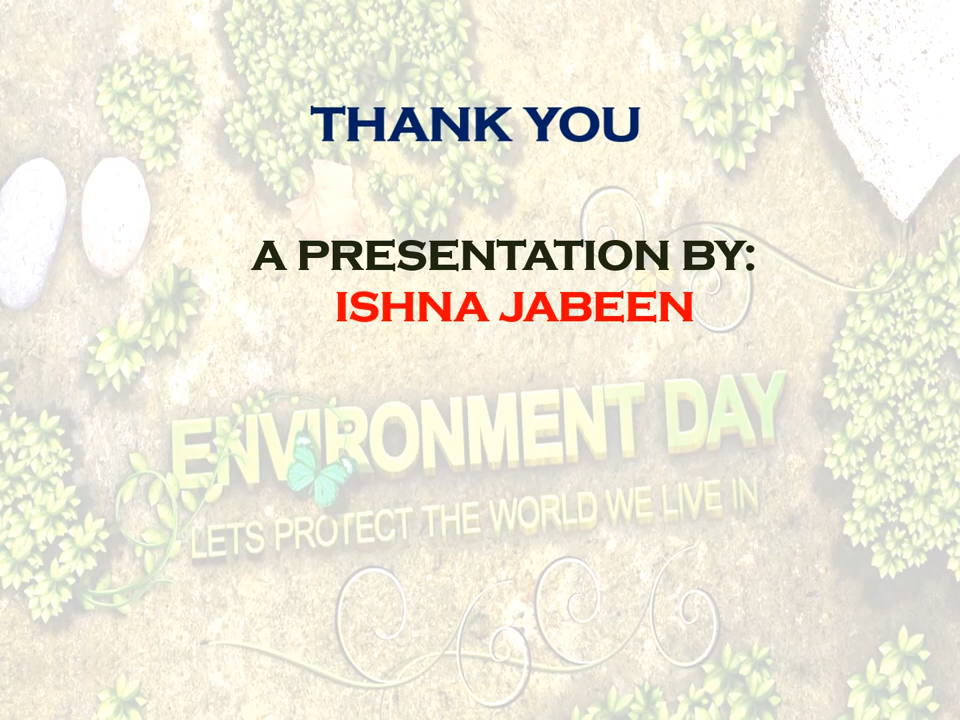 THANK YOU
A PRESENTATION BY:
ISHNA JABEEN
ENVIRONMENT DAY
LETS PROTECT THE WORLD WE LIVE IN